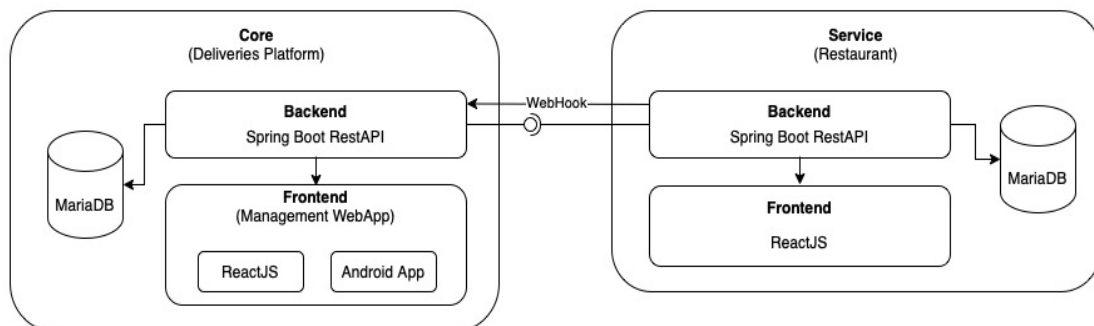 Core
(Deliveries Platform)
Backend
Spring Boot RestAPI
MariaDB
Frontend
(Management WebApp)
ReactJS
Android App
WebHook
Service
(Restaurant)
Backend
Spring Boot RestAPI
MariaDB
Frontend
ReactJS